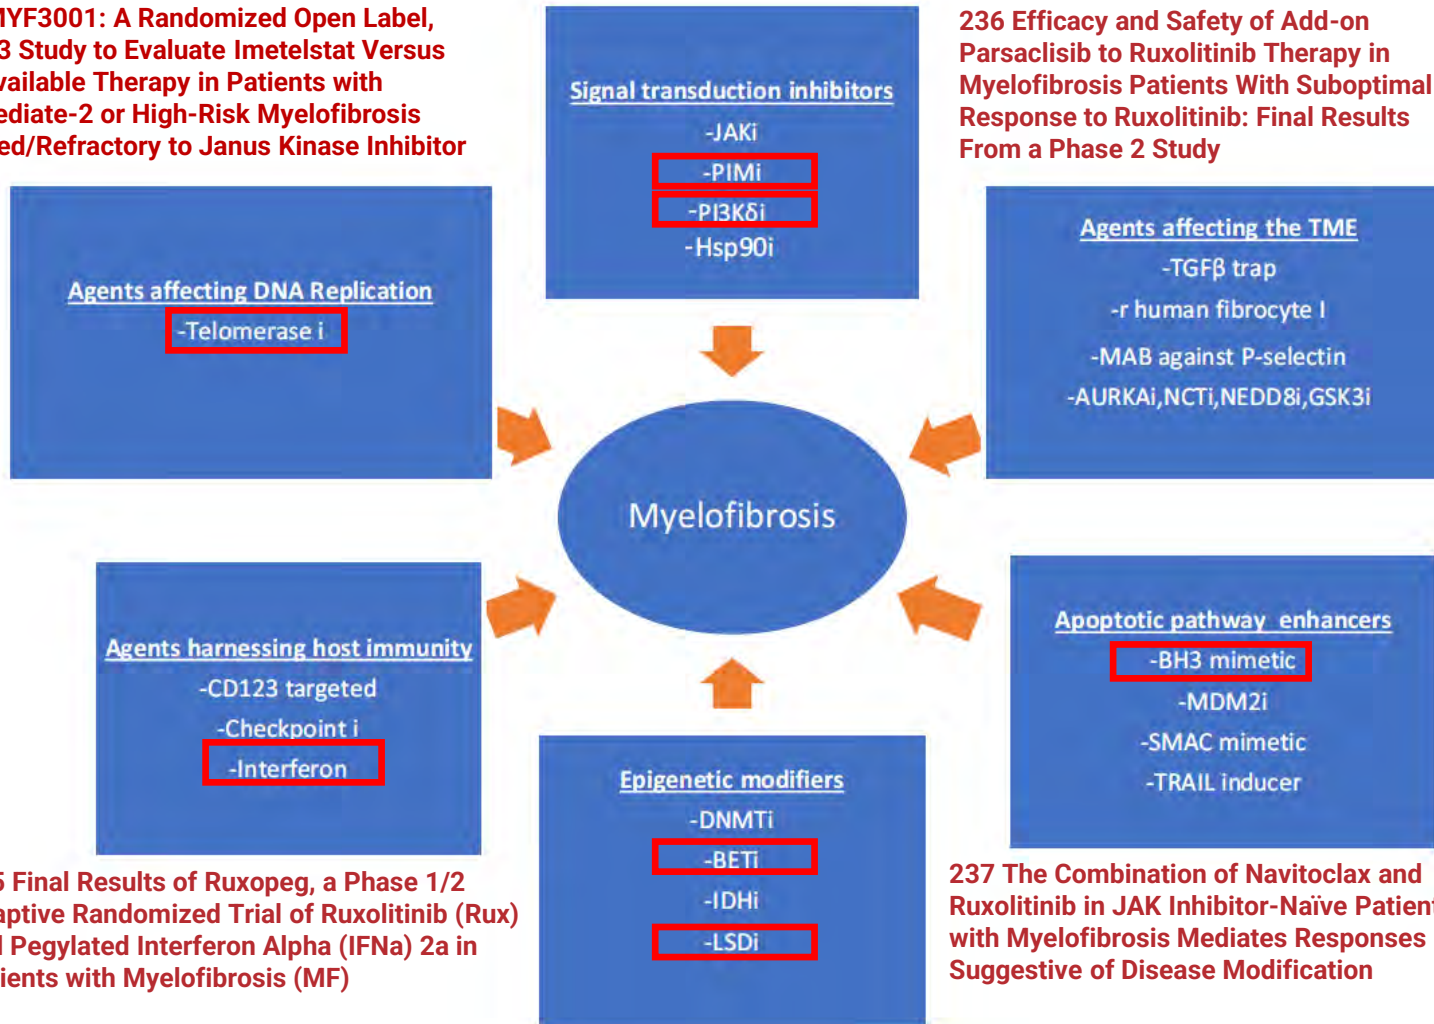 MYF3001: A Randomized Open Label,
3 Study to Evaluate Imetelstat Versus
vailable Therapy in Patients with
ediate-2 or High-Risk Myelofibrosis
ed/Refractory to Janus Kinase Inhibitor
Signal transduction inhibitors
-JAKi
-PIMi
-PI3Kδi
-Hsp90i
236 Efficacy and Safety of Add-on
Parsaclisib to Ruxolitinib Therapy in
Myelofibrosis Patients With Suboptimal
Response to Ruxolitinib: Final Results
From a Phase 2 Study
Agents affecting DNA Replication
-Telomerase i
Agents affecting the TME
-TGFβ trap
-r human fibrocyte I
-MAB against P-selectin
-AURKAi,NCTi,NEDD8i,GSK3i
Myelofibrosis
Agents harnessing host immunity
-CD123 targeted
-Checkpoint i
-Interferon
Epigenetic modifiers
-DNMTi
-BETi
-IDHi
-LSDi
Apoptotic pathway enhancers
-BH3 mimetic
-MDM2i
-SMAC mimetic
-TRAIL inducer
5 Final Results of Ruxopeg, a Phase 1/2
aptive Randomized Trial of Ruxolitinib (Rux)
d Pegylated Interferon Alpha (IFNa) 2a in
tients with Myelofibrosis (MF)
237 The Combination of Navitoclax and
Ruxolitinib in JAK Inhibitor-Naïve Patient
with Myelofibrosis Mediates Responses
Suggestive of Disease Modification